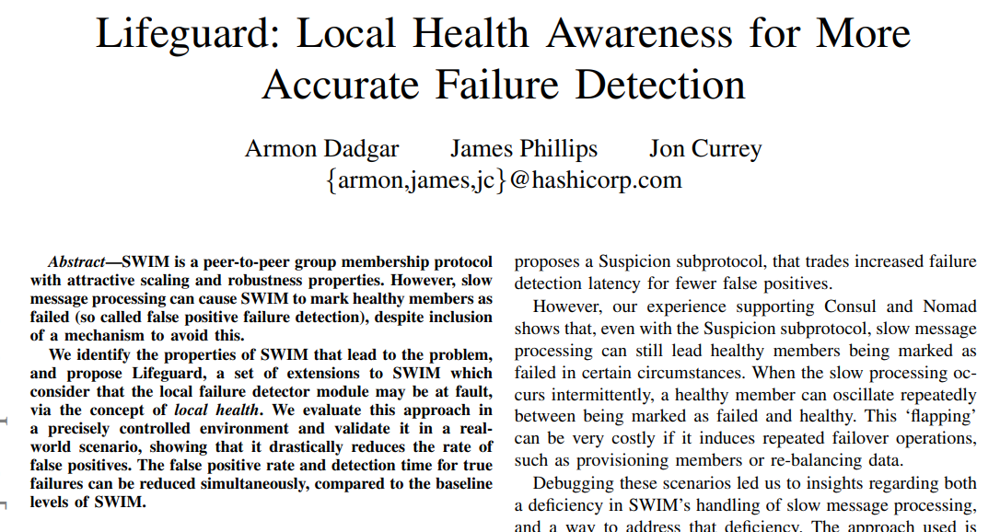 Lifeguard: Local Health Awareness for More
Accurate Failure Detection
Armon Dadgar James Phillips Jon Currey
{armon,james,jc}@hashicorp.com
Abstract—SWIM is a peer-to-peer group membership protocol
with attractive scaling and robustness properties. However, slow
message processing can cause SWIM to mark healthy members as
failed (so called false positive failure detection), despite inclusion
of a mechanism to avoid this.
We identify the properties of SWIM that lead to the problem,
and propose Lifeguard, a set of extensions to SWIM which
consider that the local failure detector module may be at fault,
via the concept of local health. We evaluate this approach in
a precisely controlled environment and validate it in a real-
world scenario, showing that it drastically reduces the rate of
false positives. The false positive rate and detection time for true
failures can be reduced simultaneously, compared to the baseline
levels of SWIM.
proposes a Suspicion subprotocol, that trades increased failure
detection latency for fewer false positives.
However, our experience supporting Consul and Nomad
shows that, even with the Suspicion subprotocol, slow message
processing can still lead healthy members being marked as
failed in certain circumstances. When the slow processing oc-
curs intermittently, a healthy member can oscillate repeatedly
between being marked as failed and healthy. This ‘flapping’
can be very costly if it induces repeated failover operations,
such as provisioning members or re-balancing data.
Debugging these scenarios led us to insights regarding both
a deficiency in SWIM’s handling of slow message processing,
and a way to address that deficiency. The approach used is